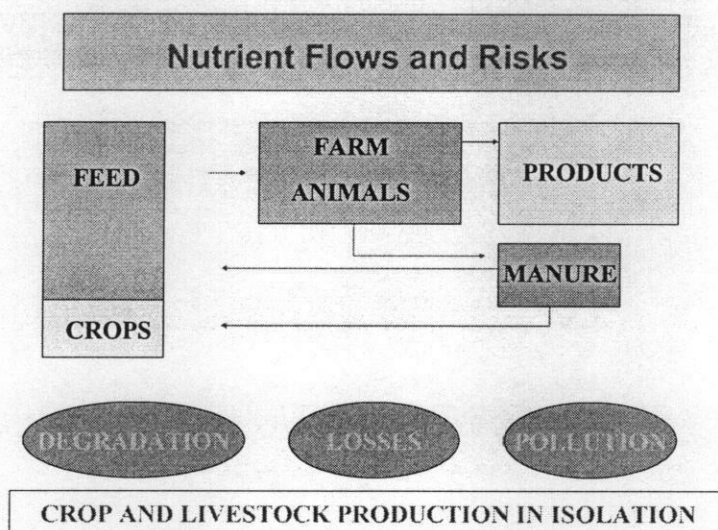 Nutrient Flows and Risks
FEED
FARM
ANIMALS
PRODUCTS
MANURE
CROPS
DEGRADATION
LOSSES
POLLUTION
CROP AND LIVESTOCK PRODUCTION IN ISOLATION